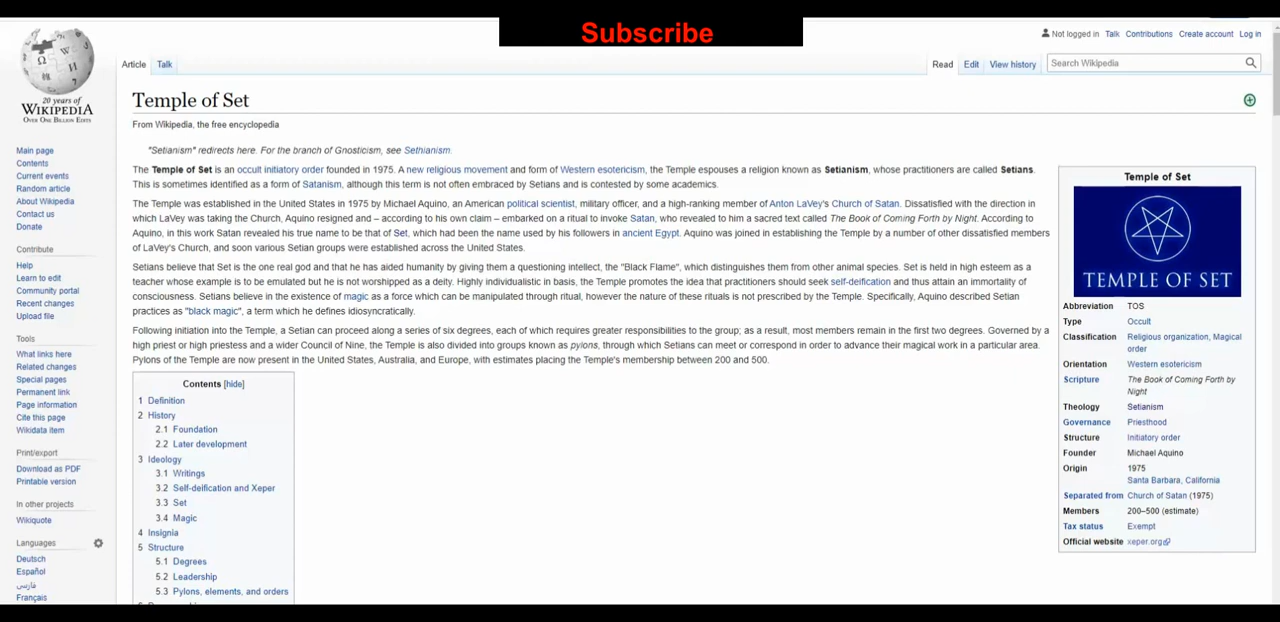 Subscribe
Not logged in Talk Contributions Create account Log in
Article Talk Read Edit View history Search Wikipedia
20 years of
WIKIPEDIA
OVER ONE BILLION EDITS
Main page
Contents
Current events
Random article
About Wikipedia
Contact us
Donate
Contribute
Help
Learn to edit
Community portal
Recent changes
Upload file
Tools
What links here
Related changes
Special pages
Permanent link
Page information
Cite this page
Wikidata item
Print/export
Download as PDF
Printable version
In other projects
Wikiquote
Languages
Deutsch
Español
فارسی
Français
Temple of Set
From Wikipedia, the free encyclopedia
"Setianism" redirects here. For the branch of Gnosticism, see Sethianism.
The Temple of Set is an occult initiatory order founded in 1975. A new religious movement and form of Western esotericism, the Temple espouses a religion known as Setianism, whose practitioners are called Setians.
This is sometimes identified as a form of Satanism, although this term is not often embraced by Setians and is contested by some academics.
The Temple was established in the United States in 1975 by Michael Aquino, an American political scientist, military officer, and a high-ranking member of Anton LaVey's Church of Satan. Dissatisfied with the direction in
which LaVey was taking the Church, Aquino resigned and – according to his own claim – embarked on a ritual to invoke Satan, who revealed to him a sacred text called The Book of Coming Forth by Night. According to
Aquino, in this work Satan revealed his true name to be that of Set, which had been the name used by his followers in ancient Egypt. Aquino was joined in establishing the Temple by a number of other dissatisfied members
of LaVey's Church, and soon various Setian groups were established across the United States.
Setians believe that Set is the one real god and that he has aided humanity by giving them a questioning intellect, the "Black Flame", which distinguishes them from other animal species. Set is held in high esteem as a
teacher whose example is to be emulated but he is not worshipped as a deity. Highly individualistic in basis, the Temple promotes the idea that practitioners should seek self-deification and thus attain an immortality of
consciousness. Setians believe in the existence of magic as a force which can be manipulated through ritual, however the nature of these rituals is not prescribed by the Temple. Specifically, Aquino described Setian
practices as "black magic", a term which he defines idiosyncratically.
Following initiation into the Temple, a Setian can proceed along a series of six degrees, each of which requires greater responsibilities to the group; as a result, most members remain in the first two degrees. Governed by a
high priest or high priestess and a wider Council of Nine, the Temple is also divided into groups known as pylons, through which Setians can meet or correspond in order to advance their magical work in a particular area.
Pylons of the Temple are now present in the United States, Australia, and Europe, with estimates placing the Temple's membership between 200 and 500.
Contents [hide]
1 Definition
2 History
2.1 Foundation
2.2 Later development
3 Ideology
3.1 Writings
3.2 Self-deification and Xeper
3.3 Set
3.4 Magic
4 Insignia
5 Structure
5.1 Degrees
5.2 Leadership
5.3 Pylons, elements, and orders
Temple of Set
TEMPLE OF SET
Abbreviation TOS
Type Occult
Classification Religious organization, Magical
order
Orientation Western esotericism
Scripture The Book of Coming Forth by
Night
Theology Setianism
Governance Priesthood
Structure Initiatory order
Founder Michael Aquino
Origin 1975
Santa Barbara, California
Separated from Church of Satan (1975)
Members 200–500 (estimate)
Tax status Exempt
Official website xeper.org